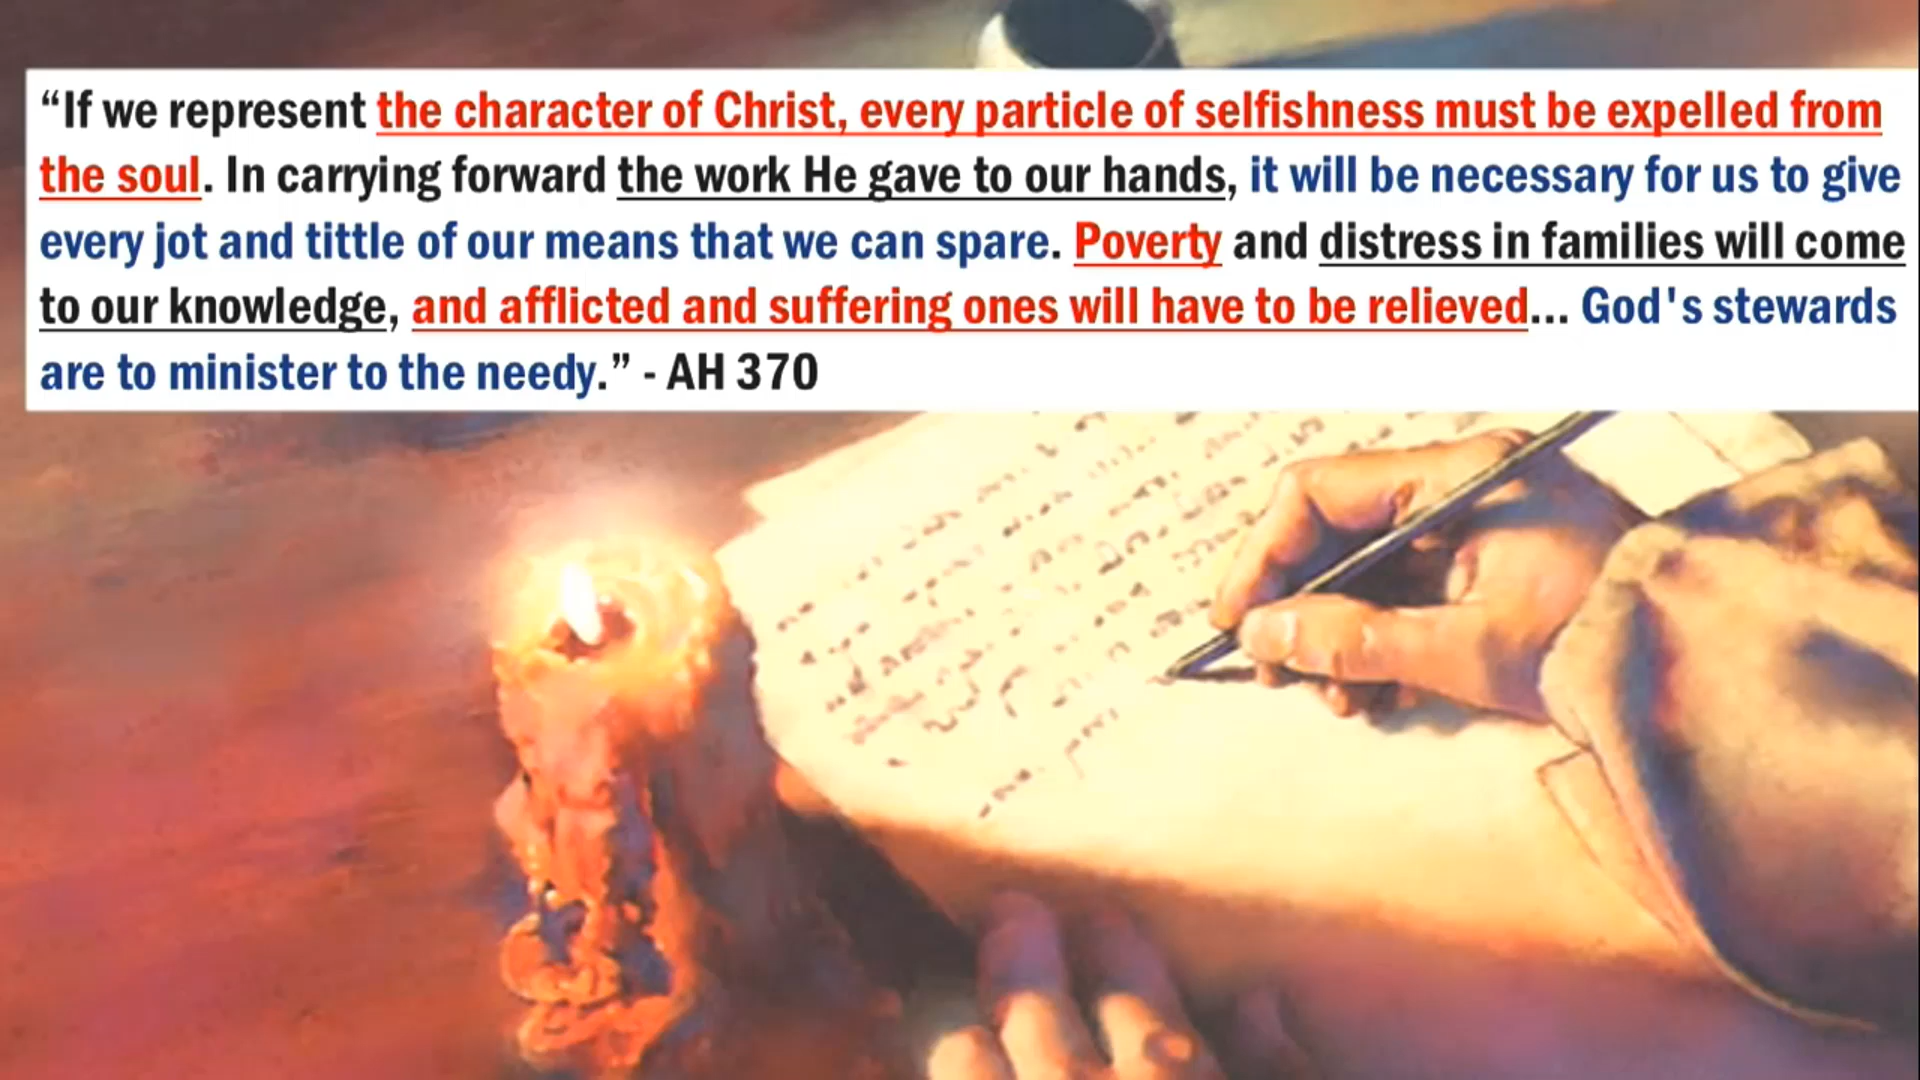 “If we represent the character of Christ, every particle of selfishness must be expelled from
the soul. In carrying forward the work He gave to our hands, it will be necessary for us to give
every jot and tittle of our means that we can spare. Poverty and distress in families will come
to our knowledge, and afflicted and suffering ones will have to be relieved... God's stewards
are to minister to the needy.” - AH 370